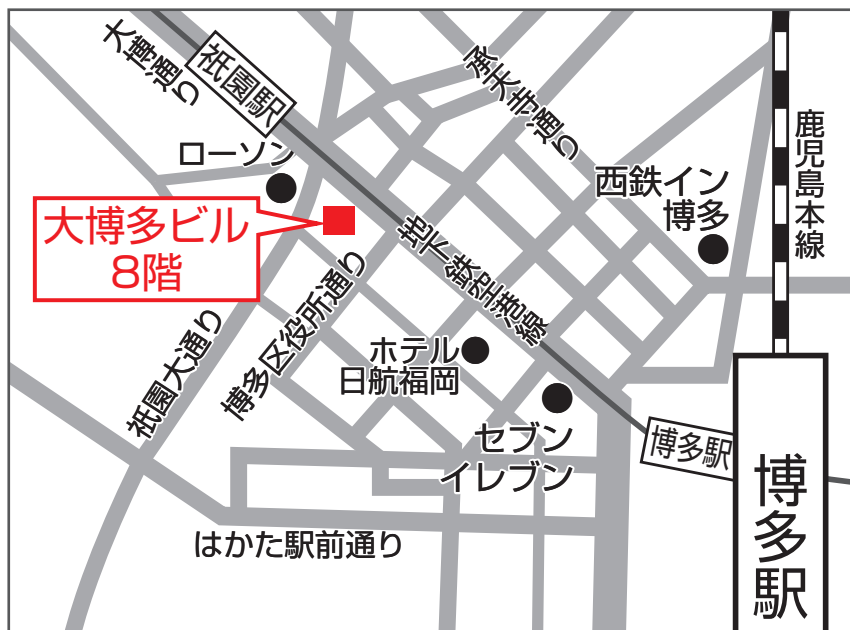 大博通り
祇園駅
承天寺通り
ローソン
西鉄イン
博多
鹿児島本線
大博多ビル
8階
地下鉄空港線
博多区役所通り
祇園大通り
ホテル
日航福岡
セブン
イレブン
博多駅
博多駅
はかた駅前通り